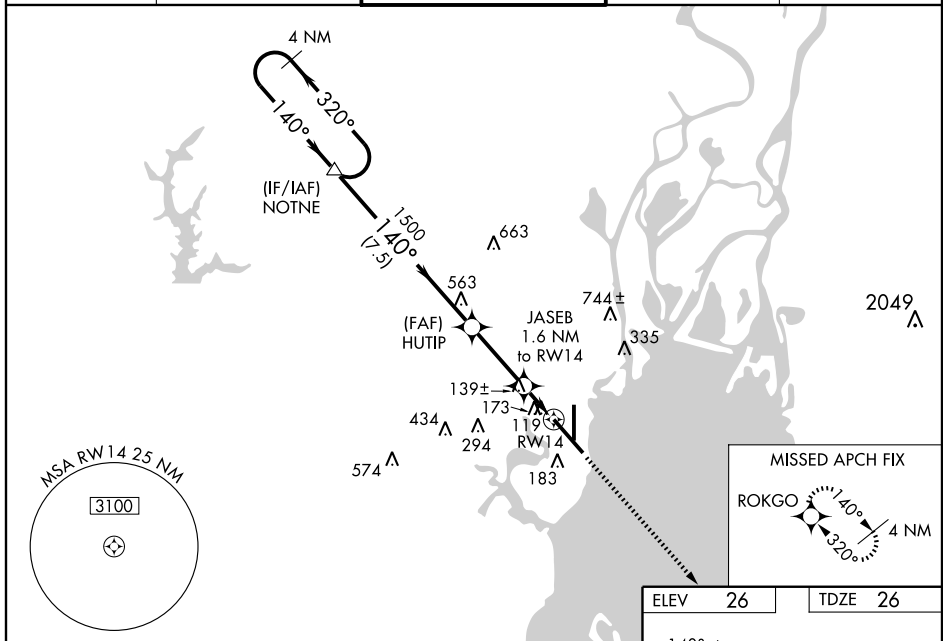 4 NM
320°
140°
(IF/IAF)
NOTNE
1500
140°
(7.5)
663
563
(FAF)
HUTIP
744±
335
2049
JASEB
1.6 NM
to RW14
139±
173
119
RW14
434
294
574
183
MSA RW14 25 NM
3100
MISSED APCH FIX
ROKGO
140°
4 NM
320°
ELEV 26
TDZE 26